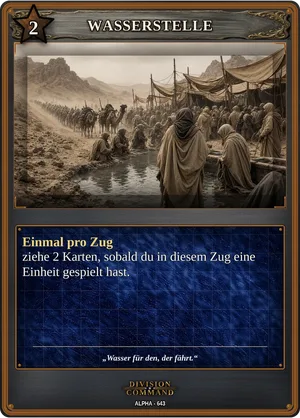 2
WASSERSTELLE
Einmal pro Zug
ziehe 2 Karten, sobald du in diesem Zug eine
Einheit gespielt hast.
„Wasser für den, der fährt.“
DIVISION
COMMAND
ALPHA - 643